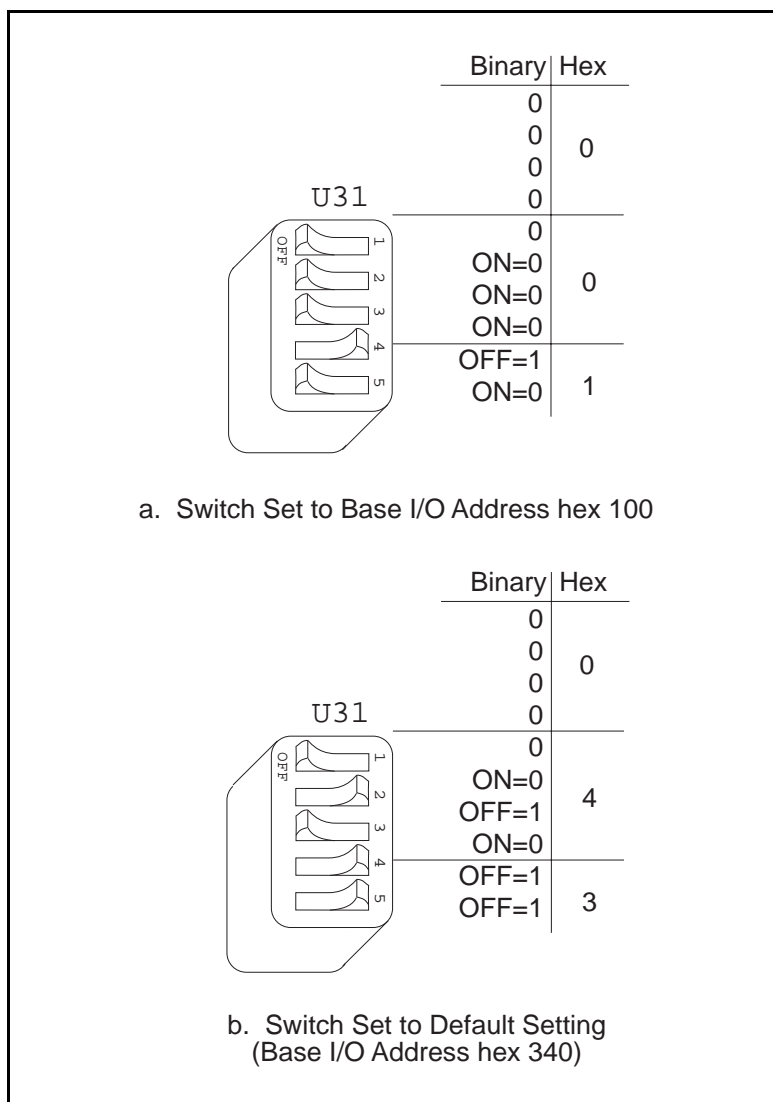 Binary Hex
0
0
0
0
0
U31
OFF
1
2
3
4
5
0
ON=0
ON=0
ON=0
0
OFF=1
ON=0
1
a. Switch Set to Base I/O Address hex 100
Binary Hex
0
0
0
0
0
U31
OFF
1
2
3
4
5
0
ON=0
OFF=1
ON=0
4
OFF=1
OFF=1
3
b. Switch Set to Default Setting
(Base I/O Address hex 340)